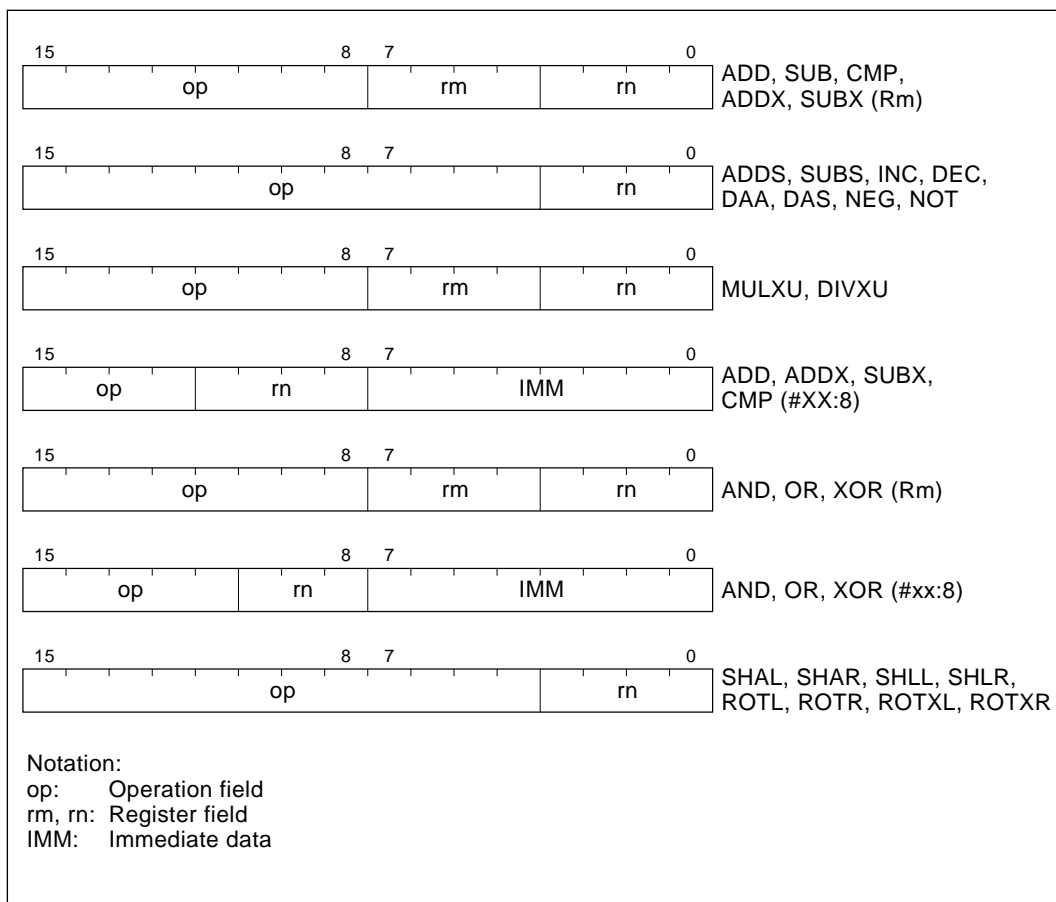 15 8 7 0
op rm rn
ADD, SUB, CMP,
ADDX, SUBX (Rm)
15 8 7 0
op rn
ADDS, SUBS, INC, DEC,
DAA, DAS, NEG, NOT
15 8 7 0
op rm rn
MULXU, DIVXU
15 8 7 0
op rn IMM
ADD, ADDX, SUBX,
CMP (#XX:8)
15 8 7 0
op rm rn
AND, OR, XOR (Rm)
15 8 7 0
op rn IMM
AND, OR, XOR (#xx:8)
15 8 7 0
op rn
SHAL, SHAR, SHLL, SHLR,
ROTL, ROTR, ROTXL, ROTXR
Notation:
op: Operation field
rm, rn: Register field
IMM: Immediate data